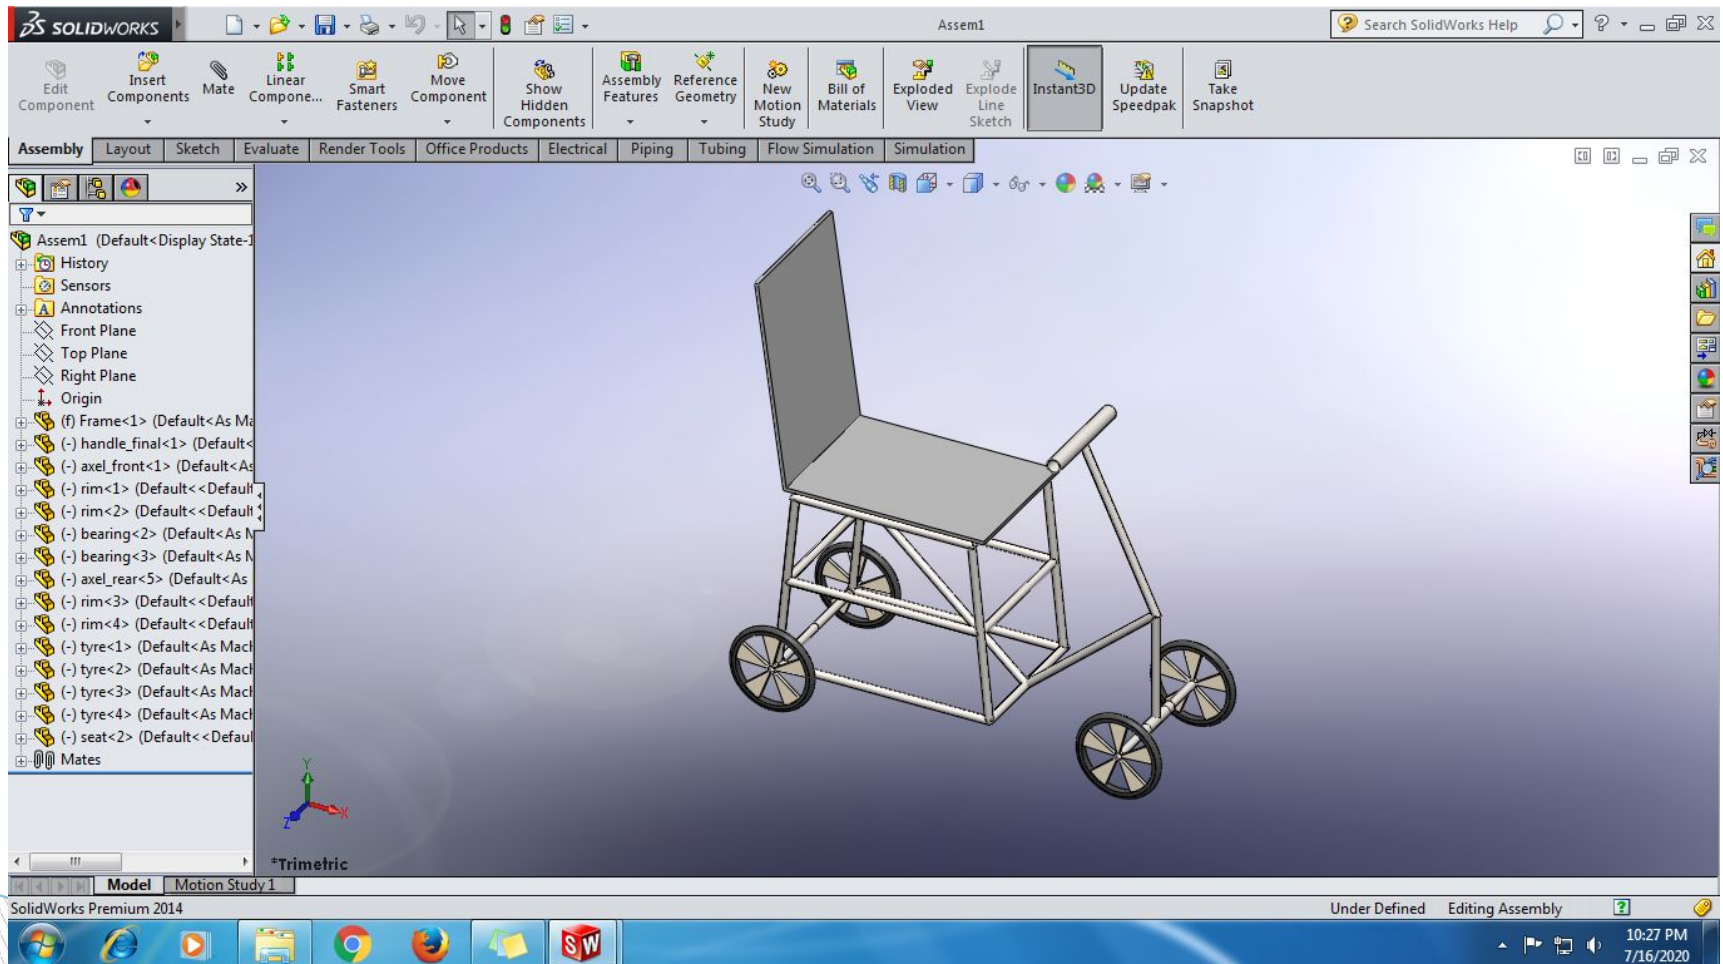 SOLIDWORKS
Assem1
Search SolidWorks Help
Edit Component
Insert Components
Mate
Linear Compone...
Smart Fasteners
Move Component
Show Hidden Components
Assembly Features
Reference Geometry
New Motion Study
Bill of Materials
Exploded View
Explode Line Sketch
Instant3D
Update Speedpak
Take Snapshot
Assembly Layout Sketch Evaluate Render Tools Office Products Electrical Piping Tubing Flow Simulation Simulation
Assem1 (Default<Display State-1
History
Sensors
Annotations
Front Plane
Top Plane
Right Plane
Origin
(f) Frame<1> (Default<As Ma
(-) handle_final<1> (Default<
(-) axel_front<1> (Default<As
(-) rim<1> (Default<<Default
(-) rim<2> (Default<<Default
(-) bearing<2> (Default<As M
(-) bearing<3> (Default<As M
(-) axel_rear<5> (Default<As
(-) rim<3> (Default<<Default
(-) rim<4> (Default<<Default
(-) tyre<1> (Default<As Mach
(-) tyre<2> (Default<As Mach
(-) tyre<3> (Default<As Mach
(-) tyre<4> (Default<As Mach
(-) seat<2> (Default<<Defaul
Mates
Y
X
Z
*Trimetric
Model Motion Study 1
SolidWorks Premium 2014
Under Defined Editing Assembly
SW
10:27 PM
7/16/2020